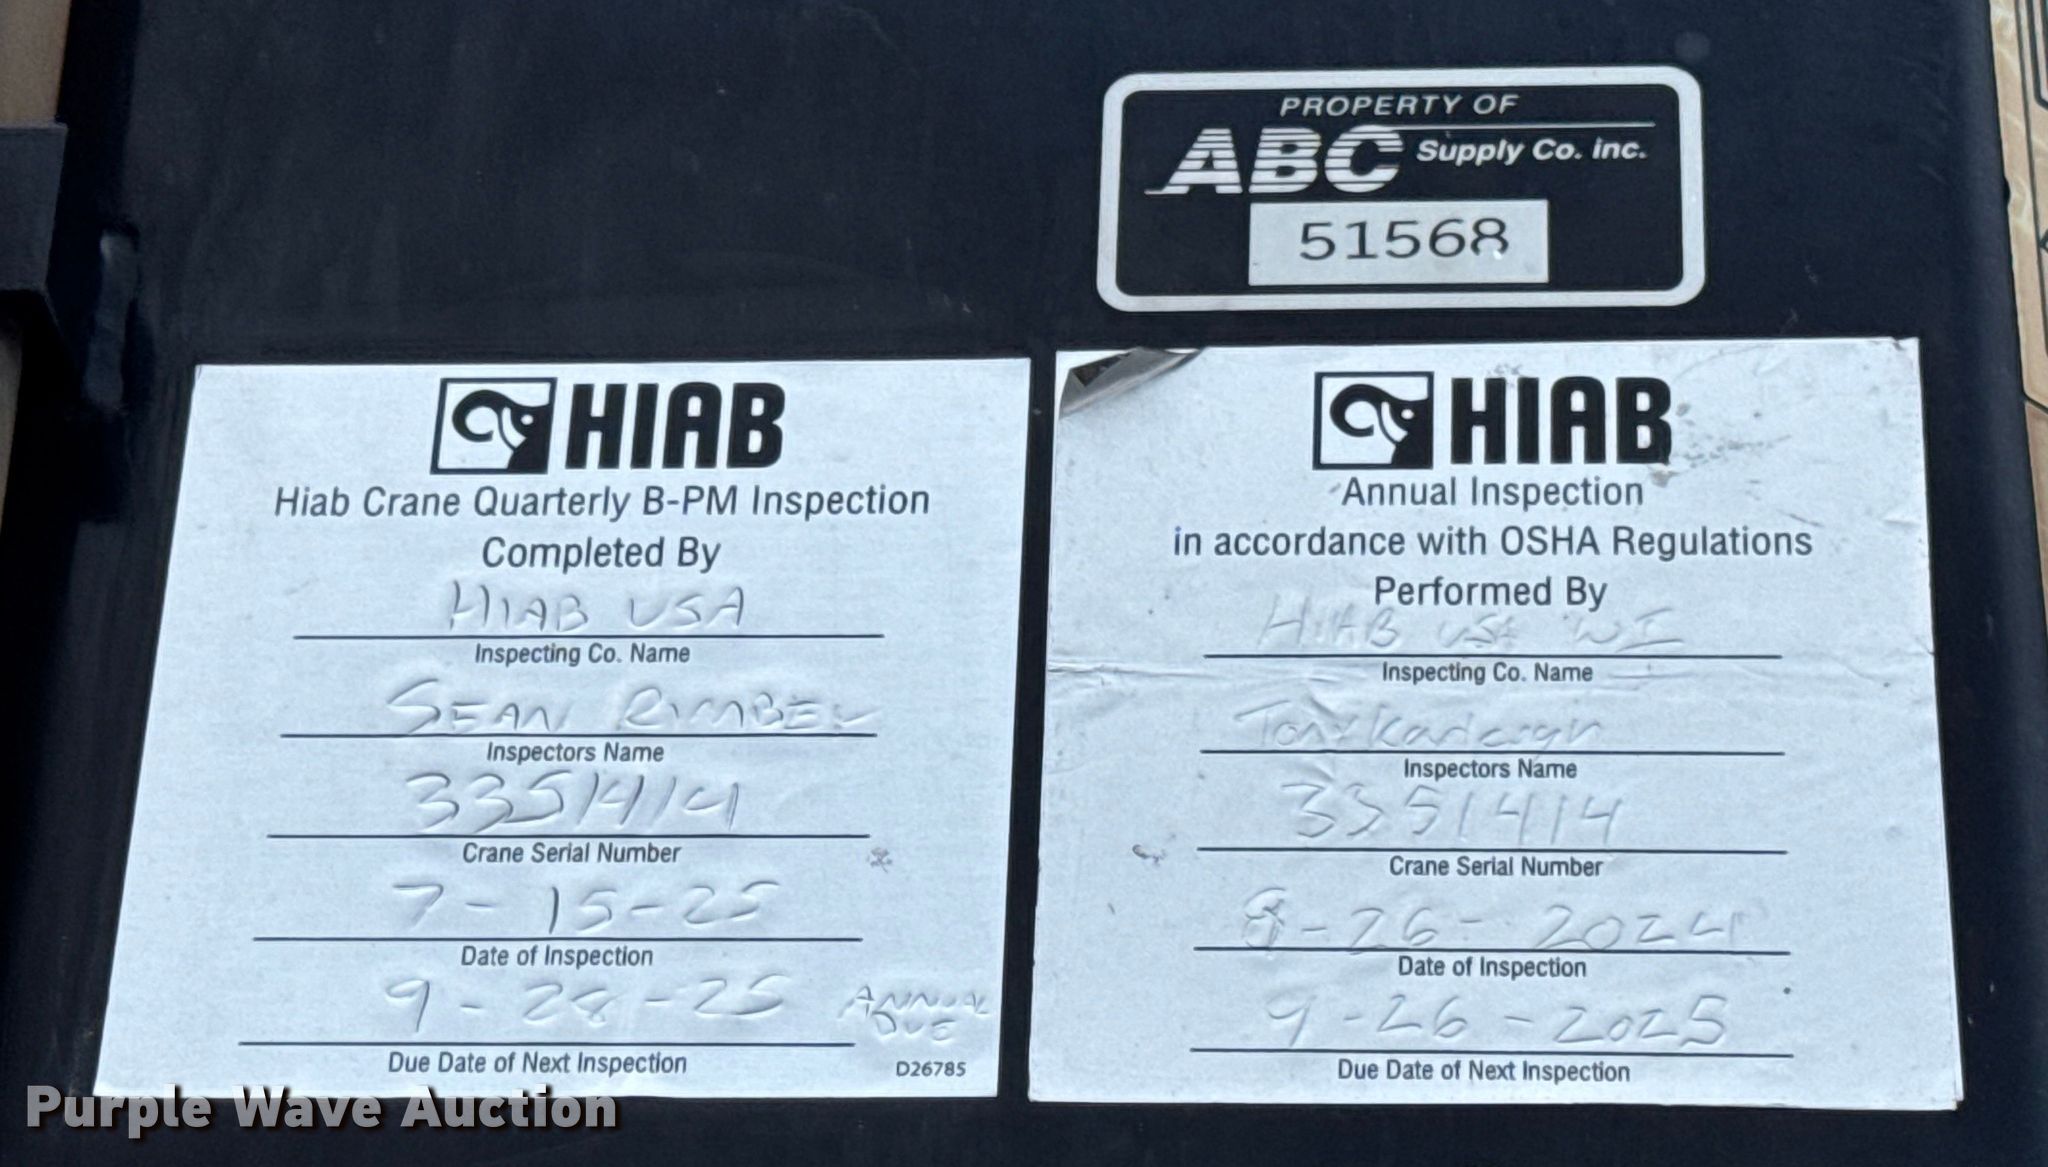 PROPERTY OF
ABC Supply Co. inc.
51568
HIAB
Hiab Crane Quarterly B-PM Inspection
Completed By
HIAB USA
Inspecting Co. Name
SEAN RIMBEY
Inspectors Name
3351414
Crane Serial Number
7-15-25
Date of Inspection
9-28-25 ANNUAL DUE
Due Date of Next Inspection
D26785
HIAB
Annual Inspection
in accordance with OSHA Regulations
Performed By
HIAB USA WI
Inspecting Co. Name
Tony
Inspectors Name
3351414
Crane Serial Number
-26-2024
Date of Inspection
9-26-2025
Due Date of Next Inspection
Purple Wave Auction